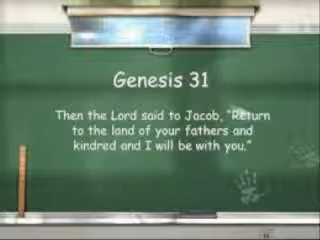 Genesis 31
Then the Lord said to Jacob, “Return
to the land of your fathers and
kindred and I will be with you.”